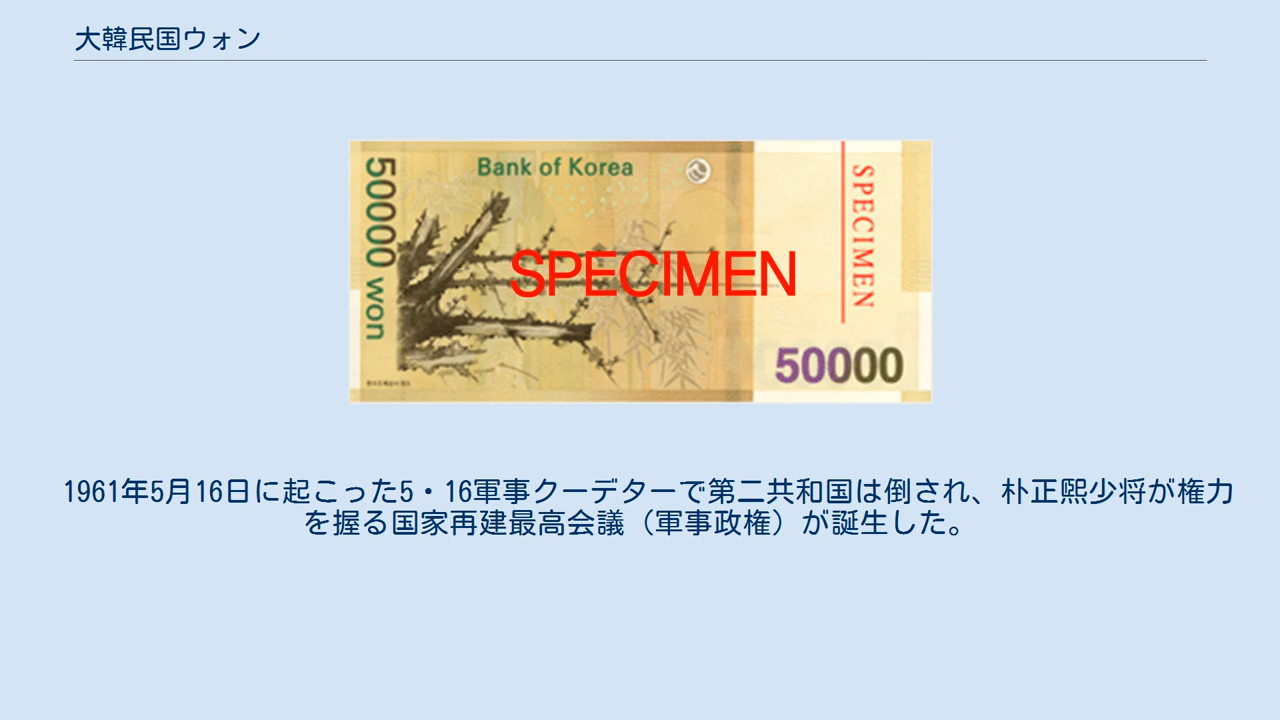 大韓民国ウォン
50000 won
Bank of Korea
SPECIMEN
SPECIMEN
50000
1961年5月16日に起こった5・16軍事クーデターで第二共和国は倒され、朴正煕少将が権力
を握る国家再建最高会議（軍事政権）が誕生した。